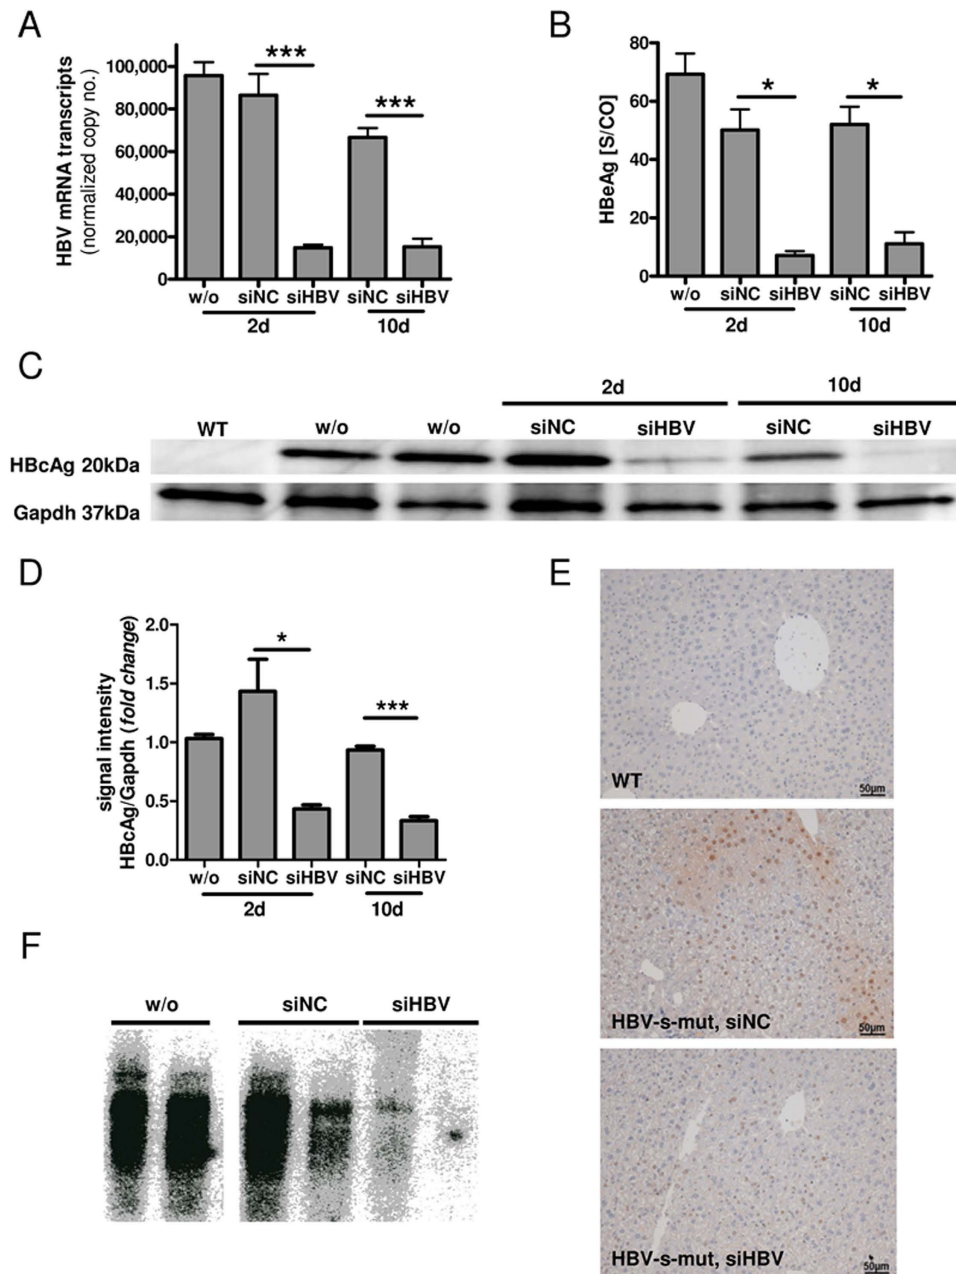 A
HBV mRNA transcripts
(normalized copy no.)
100,000
80,000
60,000
40,000
20,000
0
***
***
w/o siNC siHBV siNC siHBV
2d 10d
B
HBeAg [S/CO]
80
60
40
20
0
*
*
w/o siNC siHBV siNC siHBV
2d 10d
C
2d 10d
WT w/o w/o siNC siHBV siNC siHBV
HBcAg 20kDa
Gapdh 37kDa
D
signal intensity
HBcAg/Gapdh (fold change)
2.0
1.5
1.0
0.5
0.0
*
***
w/o siNC siHBV siNC siHBV
2d 10d
E
WT
50µm
HBV-s-mut, siNC
50µm
HBV-s-mut, siHBV
50µm
F
w/o siNC siHBV